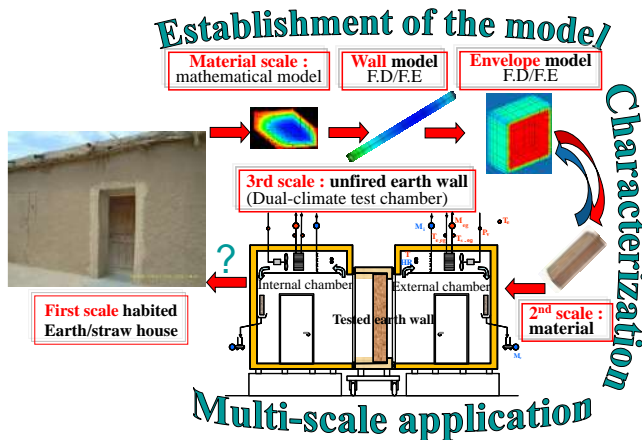 Establishment of the model
Material scale :
mathematical model
Wall model
F.D/F.E
Envelope model
F.D/F.E
Characterization
3rd scale : unfired earth wall
(Dual-climate test chamber)
?
Internal chamber
External chamber
Tested earth wall
HR
First scale habited
Earth/straw house
2nd scale :
material
Multi-scale application